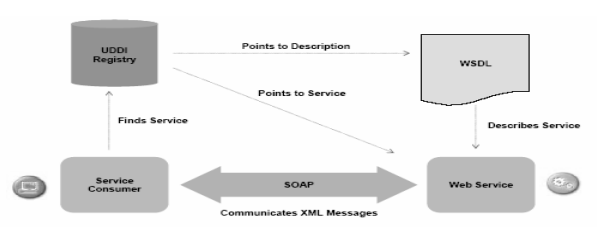 UDDI
Registry
Points to Description
WSDL
Points to Service
Finds Service
Describes Service
Service
Consumer
SOAP
Web Service
Communicates XML Messages